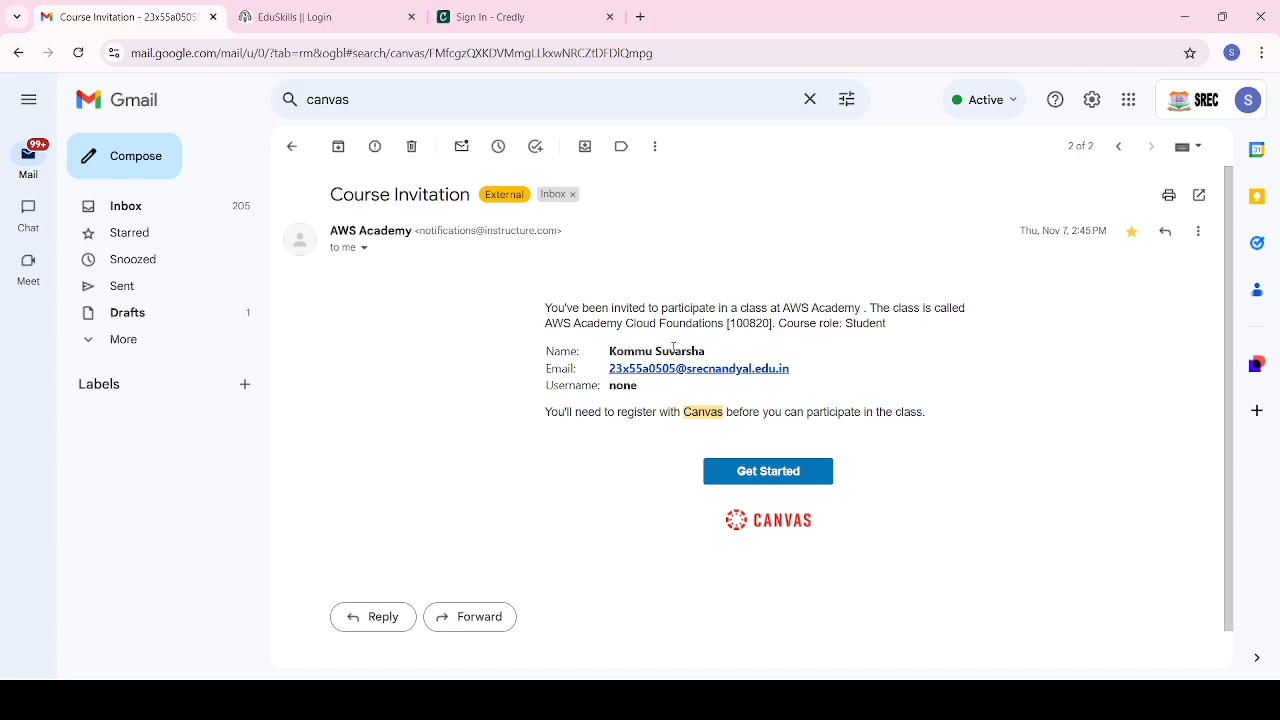 Course Invitation - 23x55a0505
EduSkills || Login
Sign In - Credly
mail.google.com/mail/u/0/?tab=rm&ogbl#search/canvas/FMfcgzQXKDVMmqLLkxwNRCZtDFDlQmpg
S
Gmail
canvas
Active
SREC
S
99+
Mail
Chat
Meet
Compose
Inbox 205
Starred
Snoozed
Sent
Drafts 1
More
Labels
2 of 2
31
Course Invitation External Inbox ×
AWS Academy <notifications@instructure.com>
Thu, Nov 7, 2:45 PM
to me
You've been invited to participate in a class at AWS Academy . The class is called
AWS Academy Cloud Foundations [100820]. Course role: Student
Name: Kommu Suvarsha
Email: 23x55a0505@srecnandyal.edu.in
Username: none
You'll need to register with Canvas before you can participate in the class.
Get Started
CANVAS
Reply
Forward